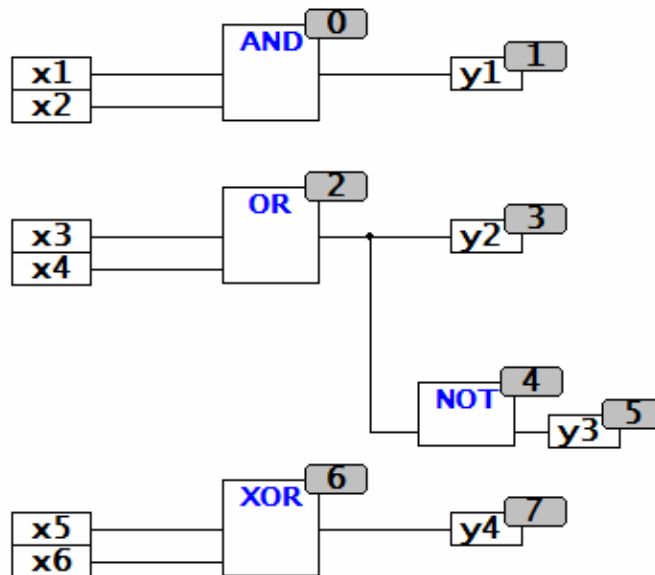 AND 0
x1 y1 1
x2
OR 2
x3 y2 3
x4
NOT 4
y3 5
XOR 6
x5 y4 7
x6